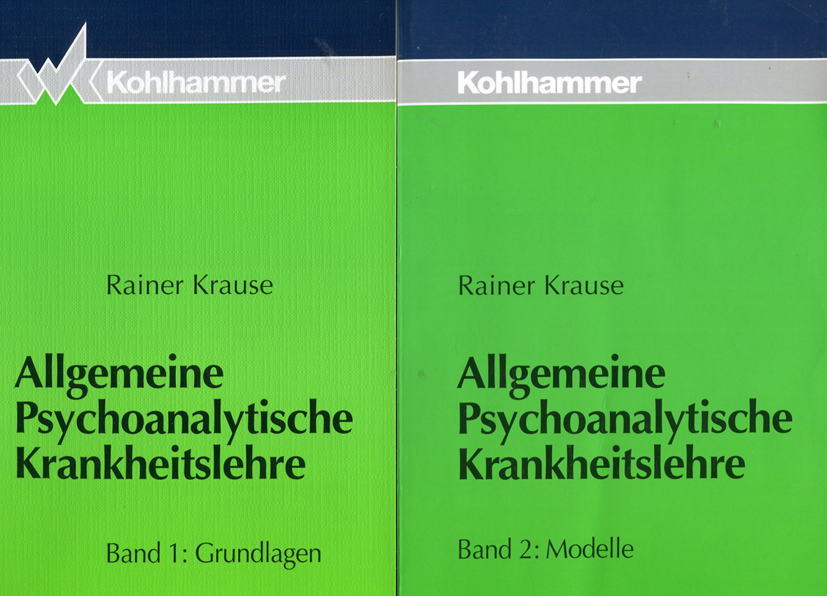 Kohlhammer
Rainer Krause
Allgemeine
Psychoanalytische
Krankheitslehre
Band 1: Grundlagen
Kohlhammer
Rainer Krause
Allgemeine
Psychoanalytische
Krankheitslehre
Band 2: Modelle